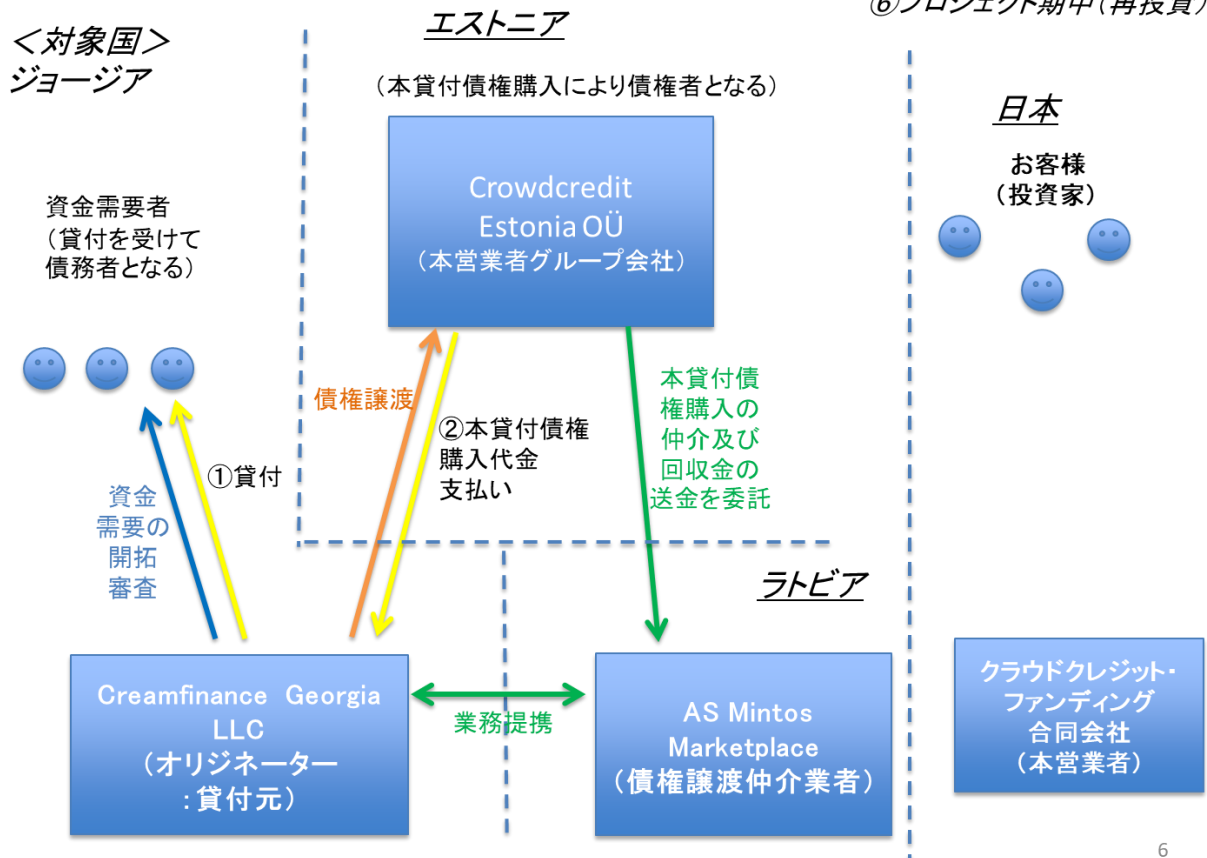 ⑥プロジェクト期中（再投資）
＜対象国＞
ジョージア
エストニア
（本貸付債権購入により債権者となる）
日本
お客様
（投資家）
資金需要者
（貸付を受けて
債務者となる）
Crowdcredit
Estonia OÜ
（本営業者グループ会社）
債権譲渡
②本貸付債権
購入代金
支払い
本貸付債
権購入の
仲介及び
回収金の
送金を委託
①貸付
資金
需要の
開拓
審査
ラトビア
Creamfinance Georgia
LLC
（オリジネーター
：貸付元）
業務提携
AS Mintos
Marketplace
（債権譲渡仲介業者）
クラウドクレジット・
ファンディング
合同会社
（本営業者）
6